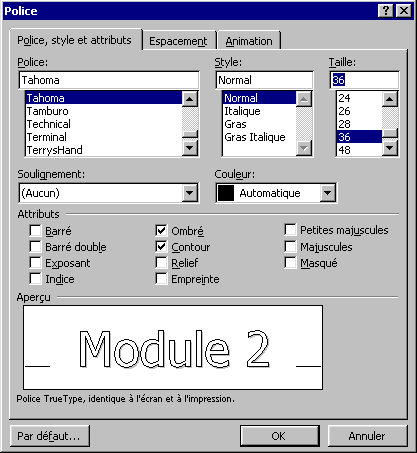 Police
Police, style et attributs
Espacement
Animation
Police:
Style:
Taille:
Tahoma
Normal
36
Tahoma
Tamburo
Technical
Terminal
TerrysHand
Normal
Italique
Gras
Gras Italique
24
26
28
36
48
Soulignement:
Couleur:
(Aucun)
Automatique
Attributs
Barré
Ombré
Petites majuscules
Barré double
Contour
Majuscules
Exposant
Relief
Masqué
Indice
Empreinte
Aperçu
Module 2
Police TrueType, identique à l'écran et à l'impression.
Par défaut...
OK
Annuler